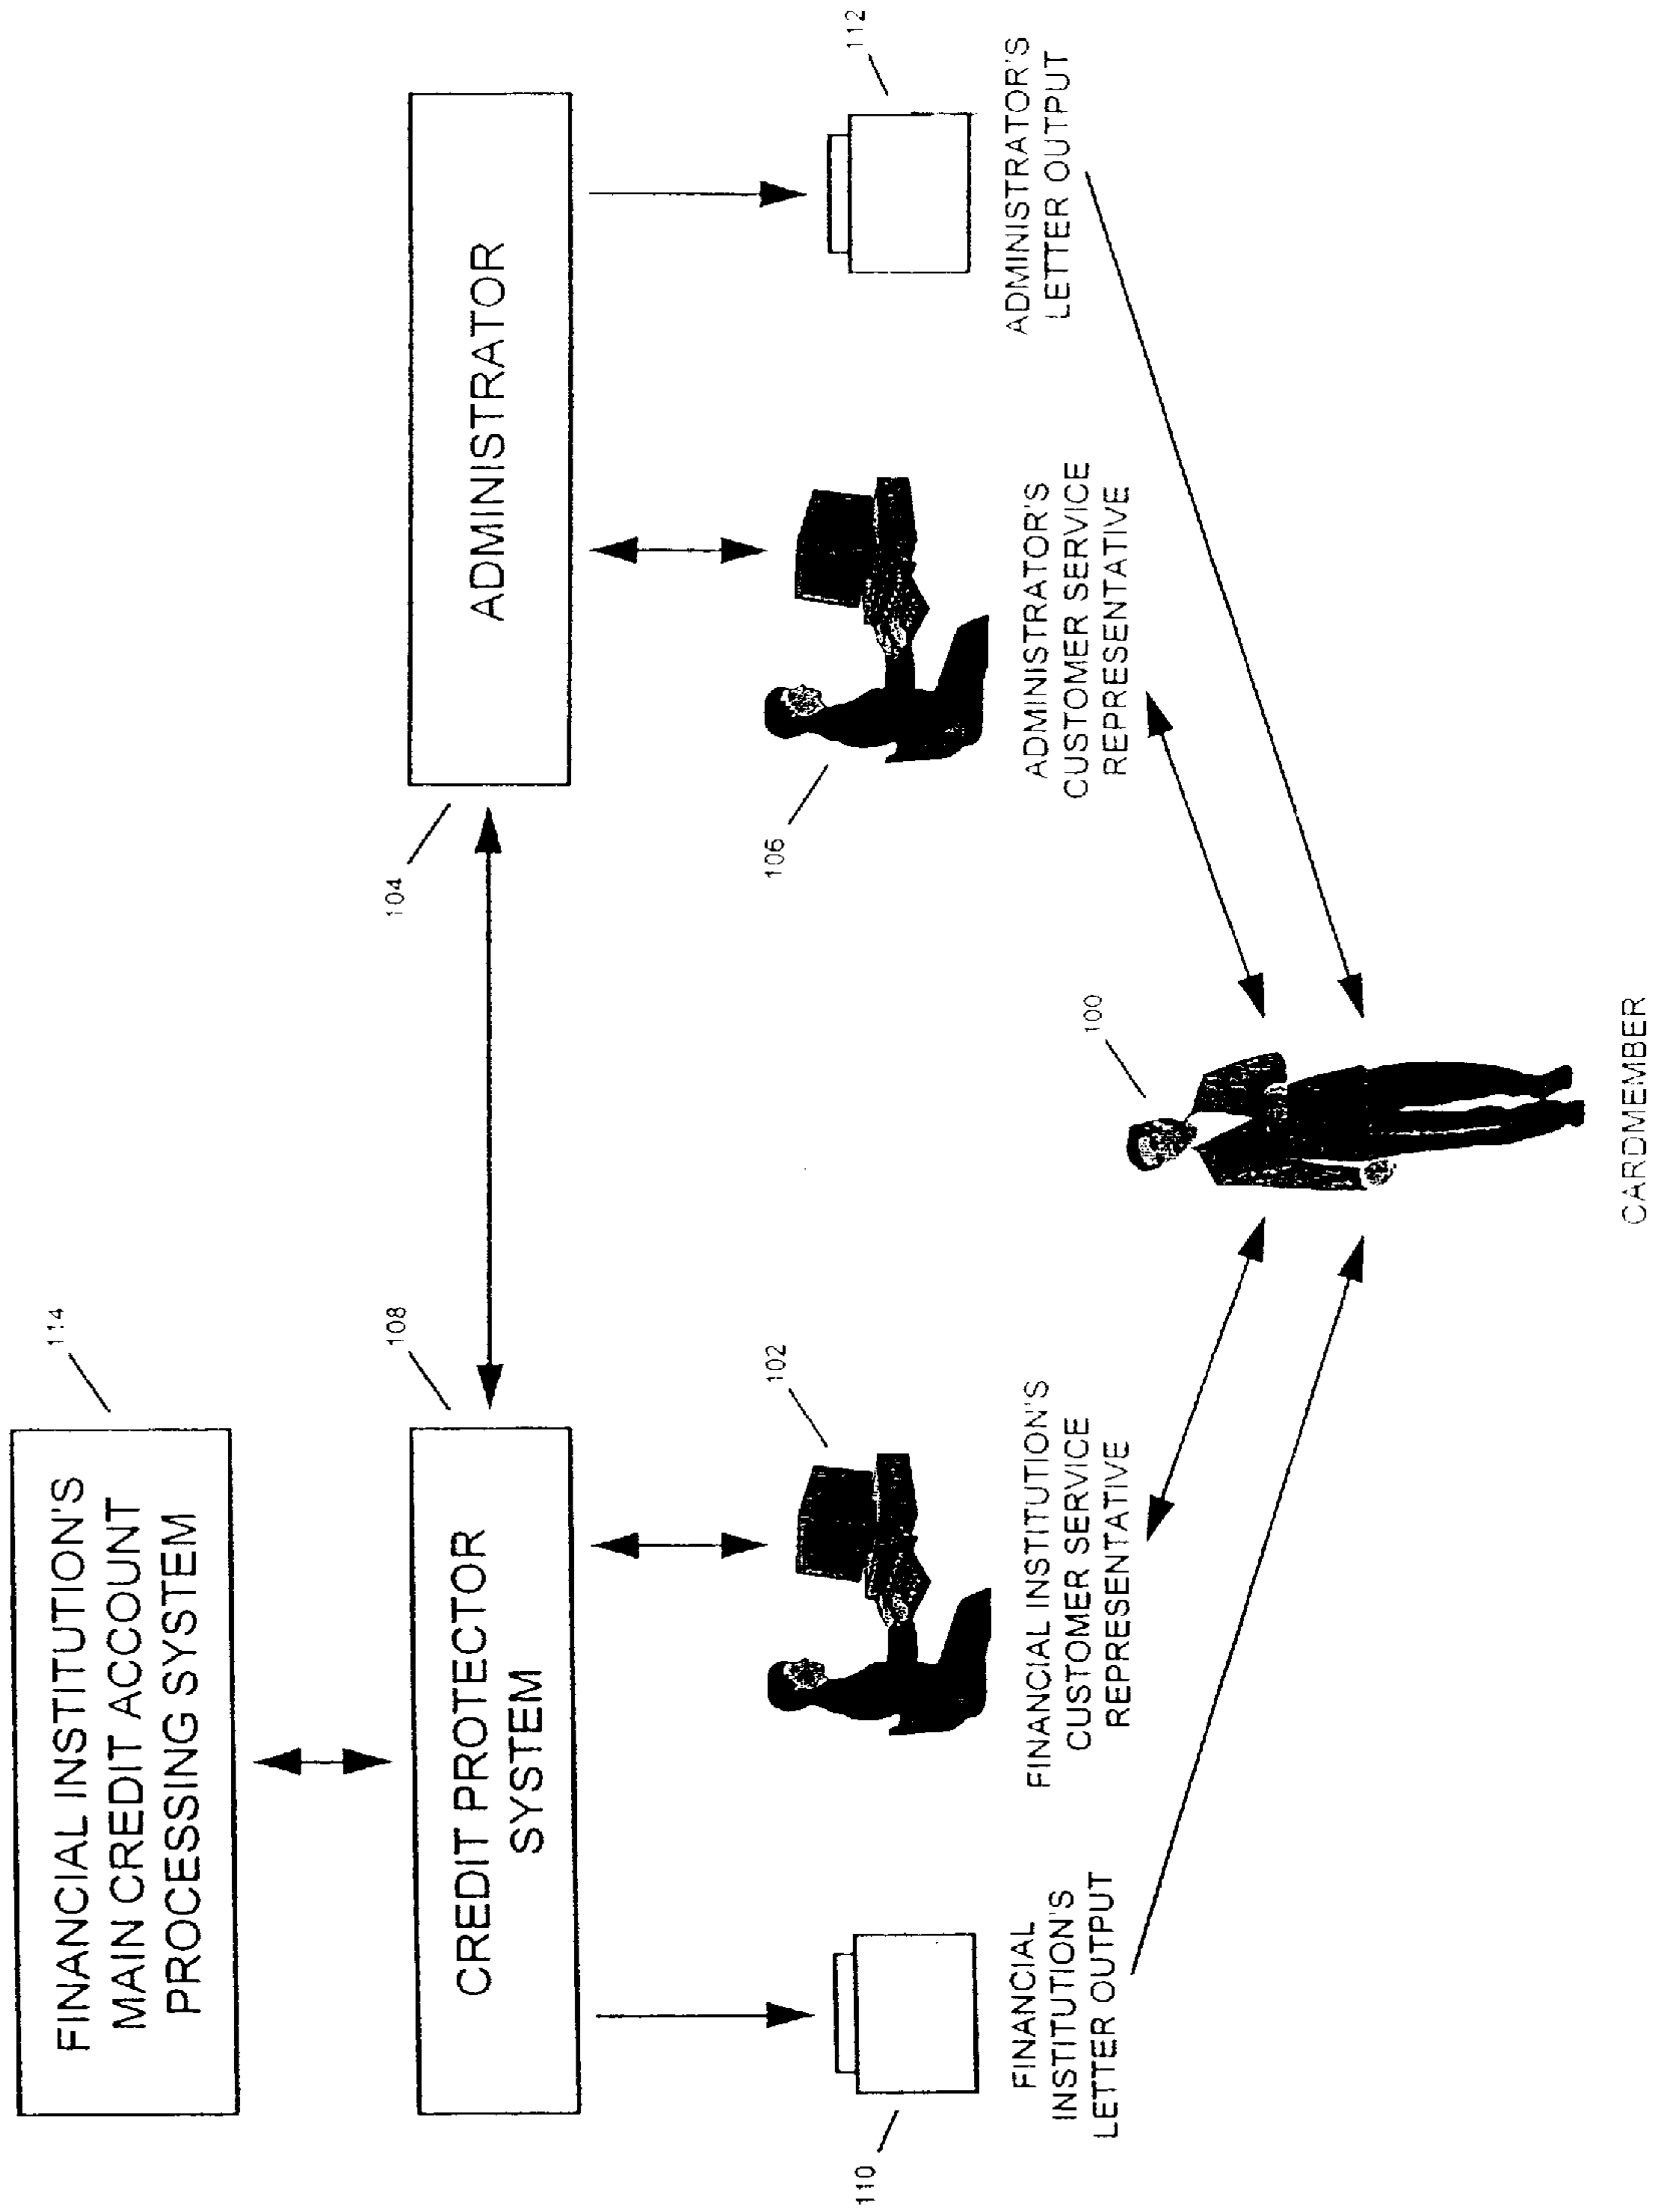 114
FINANCIAL INSTITUTION'S
MAIN CREDIT ACCOUNT
PROCESSING SYSTEM
108
CREDIT PROTECTOR
SYSTEM
104
ADMINISTRATOR
110
102
106
112
FINANCIAL
INSTITUTION'S
LETTER OUTPUT
FINANCIAL INSTITUTION'S
CUSTOMER SERVICE
REPRESENTATIVE
ADMINISTRATOR'S
CUSTOMER SERVICE
REPRESENTATIVE
ADMINISTRATOR'S
LETTER OUTPUT
100
CARDMEMBER